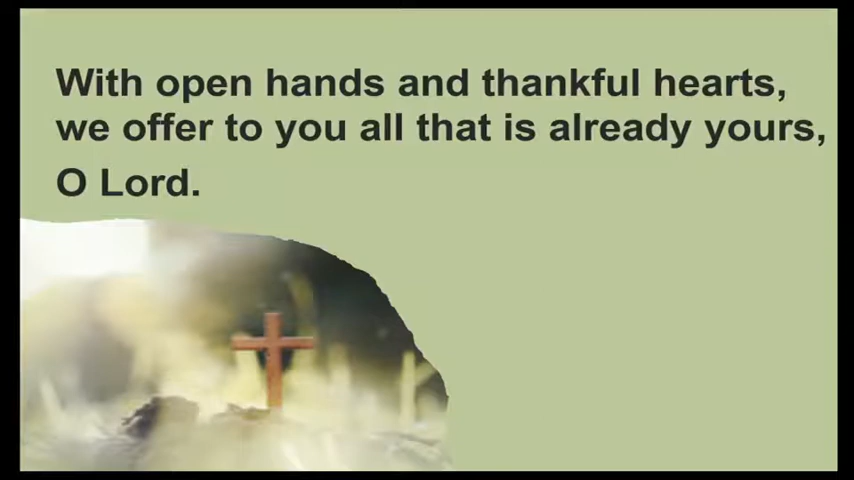 With open hands and thankful hearts,
we offer to you all that is already yours,
O Lord.